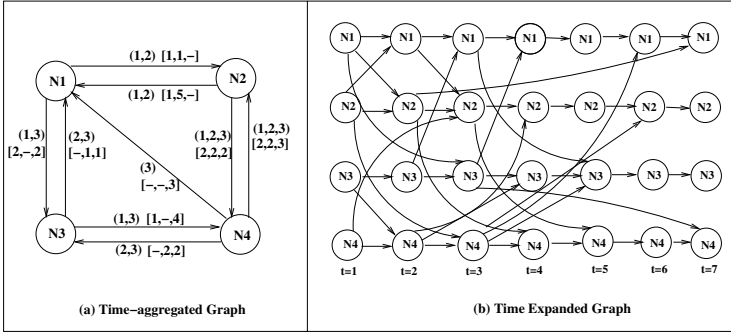 (1,2) [1,1,-]
N1
N2
(1,2) [1,5,-]
(1,3)
[2,-,2]
(2,3)
[-,1,1]
(3)
[-,-,3]
(1,2,3)
[2,2,2]
(1,2,3)
[2,2,3]
(1,3) [1,-,4]
N3
N4
(2,3) [-,2,2]
(a) Time-aggregated Graph
N1 N1 N1 N1 N1 N1 N1
N2 N2 N2 N2 N2 N2 N2
N3 N3 N3 N3 N3 N3 N3
N4 N4 N4 N4 N4 N4 N4
t=1 t=2 t=3 t=4 t=5 t=6 t=7
(b) Time Expanded Graph